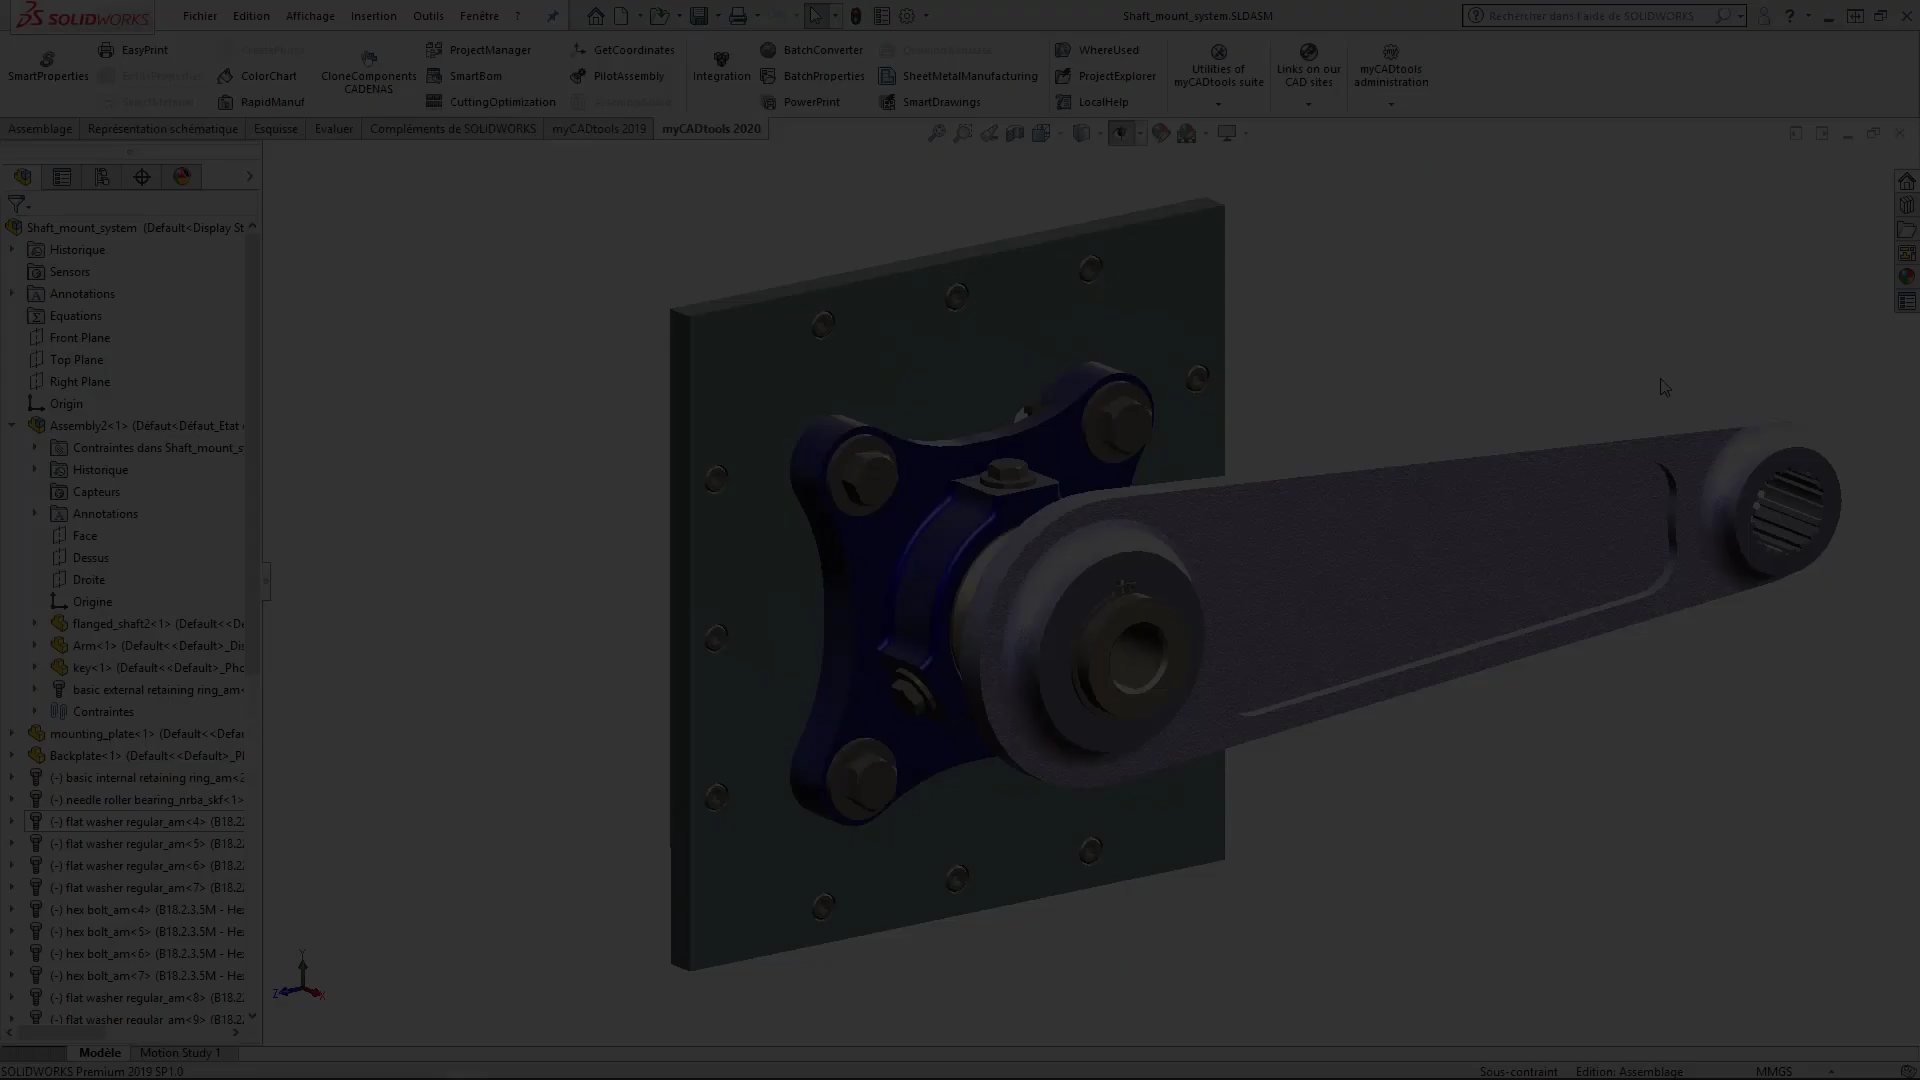 SOLIDWORKS
Fichier Edition Affichage Insertion Outils Fenêtre ?
Shaft_mount_system.SLDASM
Rechercher dans l'aide de SOLIDWORKS
SmartProperties
EasyPrint
ColorChart
RapidManuf
CloneComponents
CADENAS
ProjectManager
SmartBom
CuttingOptimization
GetCoordinates
PilotAssembly
Integration
BatchConverter
BatchProperties
PowerPrint
SheetMetalManufacturing
SmartDrawings
WhereUsed
ProjectExplorer
LocalHelp
Utilities of
myCADtools suite
Links on our
CAD sites
myCADtools
administration
Assemblage Représentation schématique Esquisse Evaluer Compléments de SOLIDWORKS myCADtools 2019 myCADtools 2020
Shaft_mount_system (Default<Display St
Historique
Sensors
Annotations
Equations
Front Plane
Top Plane
Right Plane
Origin
Assembly2<1> (Défaut<Défaut_Etat
Contraintes dans Shaft_mount_s
Historique
Capteurs
Annotations
Face
Dessus
Droite
Origine
flanged_shaft2<1> (Default<<De
Arm<1> (Default<<Default>_Dis
key<1> (Default<<Default>_Pho
basic external retaining ring_am<
Contraintes
mounting_plate<1> (Default<<Defau
Backplate<1> (Default<<Default>_Pl
(-) basic internal retaining ring_am<2
(-) needle roller bearing_nrba_skf<1>
(-) flat washer regular_am<4> (B18.2
(-) flat washer regular_am<5> (B18.2
(-) flat washer regular_am<6> (B18.2
(-) flat washer regular_am<7> (B18.2
(-) hex bolt_am<4> (B18.2.3.5M - He
(-) hex bolt_am<5> (B18.2.3.5M - He
(-) hex bolt_am<6> (B18.2.3.5M - He
(-) hex bolt_am<7> (B18.2.3.5M - He
(-) flat washer regular_am<8> (B18.2
(-) flat washer regular_am<9> (B18.2
Y
Z X
Modèle Motion Study 1
SOLIDWORKS Premium 2019 SP1.0
Sous-contraint Edition: Assemblage MMGS